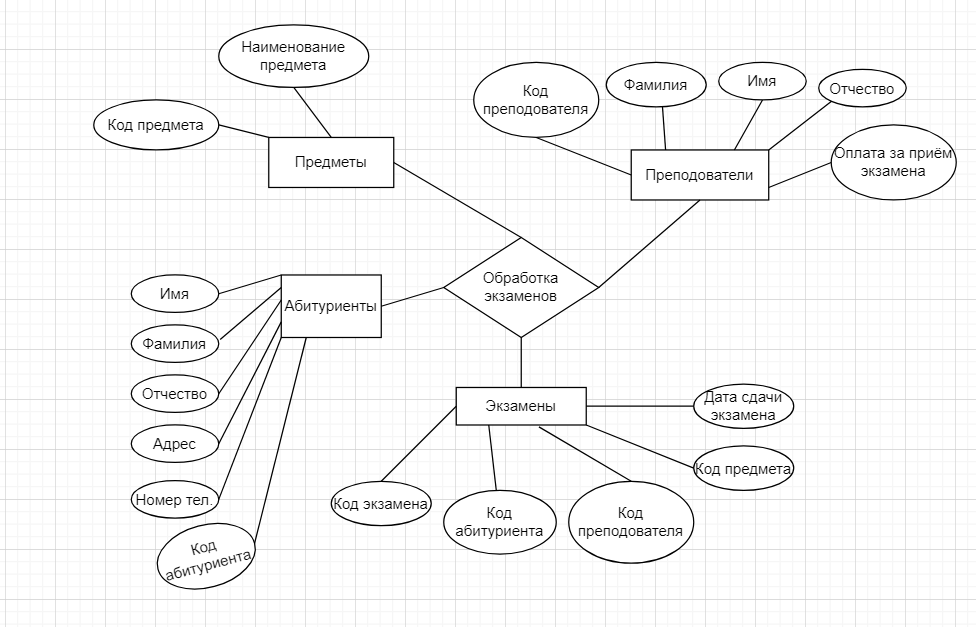 Наименование
предмета
Код предмета
Предметы
Код
преподователя
Фамилия
Имя
Отчество
Оплата за приём
экзамена
Преподователи
Обработка
экзаменов
Имя
Фамилия
Отчество
Адрес
Номер тел.
Код
абитуриента
Абитуриенты
Экзамены
Дата сдачи
экзамена
Код предмета
Код экзамена
Код
абитуриента
Код
преподователя